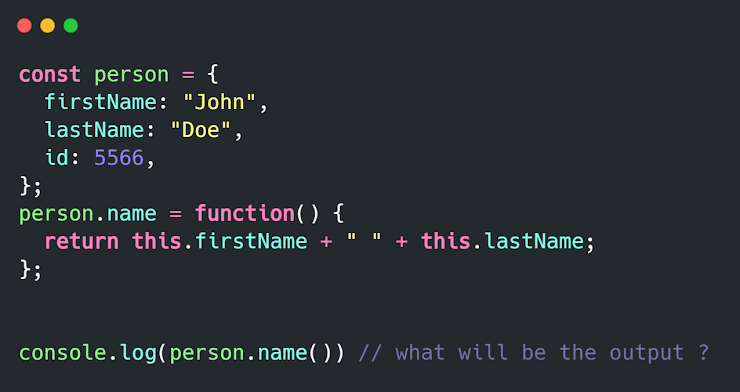 const person = {
  firstName: "John",
  lastName: "Doe",
  id: 5566,
};
person.name = function() {
  return this.firstName + " " + this.lastName;
};
console.log(person.name()) // what will be the output ?